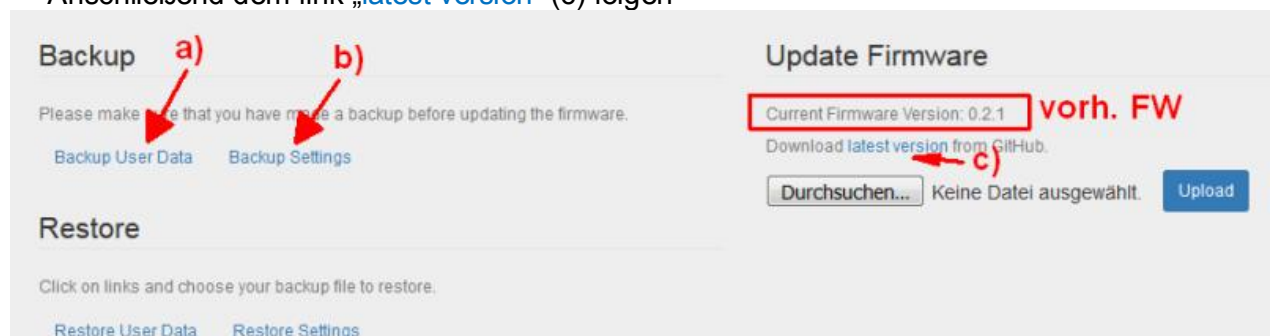 Anschließend dem link „latest version“ (c) folgen
Backup a) b)
Please make sure that you have made a backup before updating the firmware.
Backup User Data Backup Settings
Restore
Click on links and choose your backup file to restore.
Restore User Data Restore Settings
Update Firmware
Current Firmware Version: 0.2.1 vorh. FW
Download latest version from GitHub.
c)
Durchsuchen... Keine Datei ausgewählt. Upload